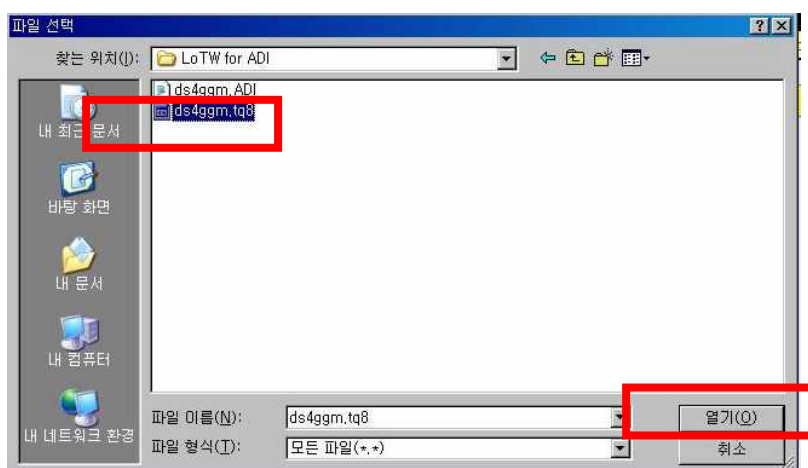 파일 선택
찾는 위치(I):
LoTW for ADI
ds4ggm.ADI
ds4ggm.tq8
내 최근 문서
바탕 화면
내 문서
내 컴퓨터
내 네트워크 환경
파일 이름(N):
ds4ggm.tq8
열기(O)
파일 형식(T):
모든 파일(*.*)
취소